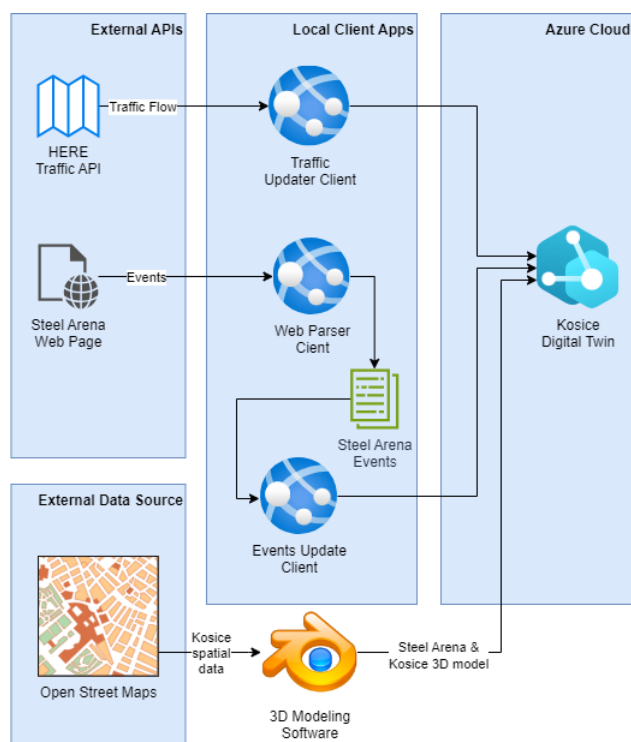 External APIs
Local Client Apps
Azure Cloud
Traffic Flow
HERE
Traffic API
Traffic
Updater Client
Events
Steel Arena
Web Page
Web Parser
Client
Kosice
Digital Twin
Steel Arena
Events
External Data Source
Events Update
Client
Kosice
spatial
data
Steel Arena &
Kosice 3D model
Open Street Maps
3D Modeling
Software